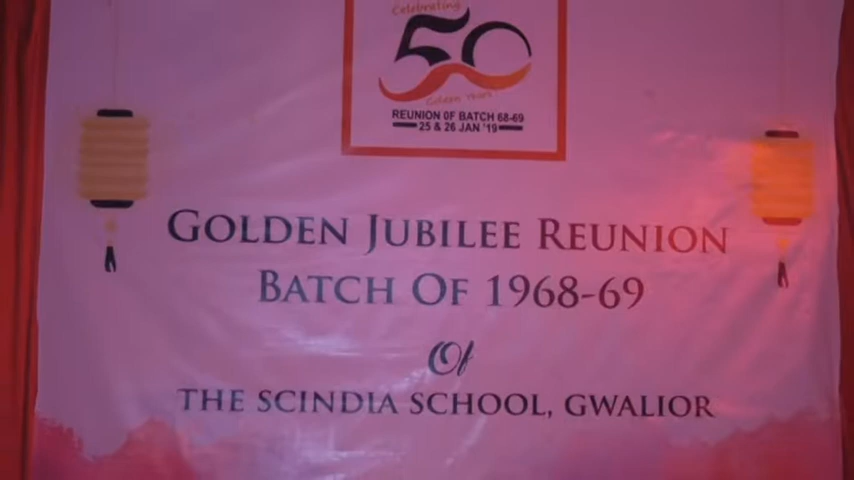 Celebrating
50
Golden Years!
REUNION OF BATCH 68-69
25 & 26 JAN '19
GOLDEN JUBILEE REUNION
BATCH OF 1968-69
Of
THE SCINDIA SCHOOL, GWALIOR